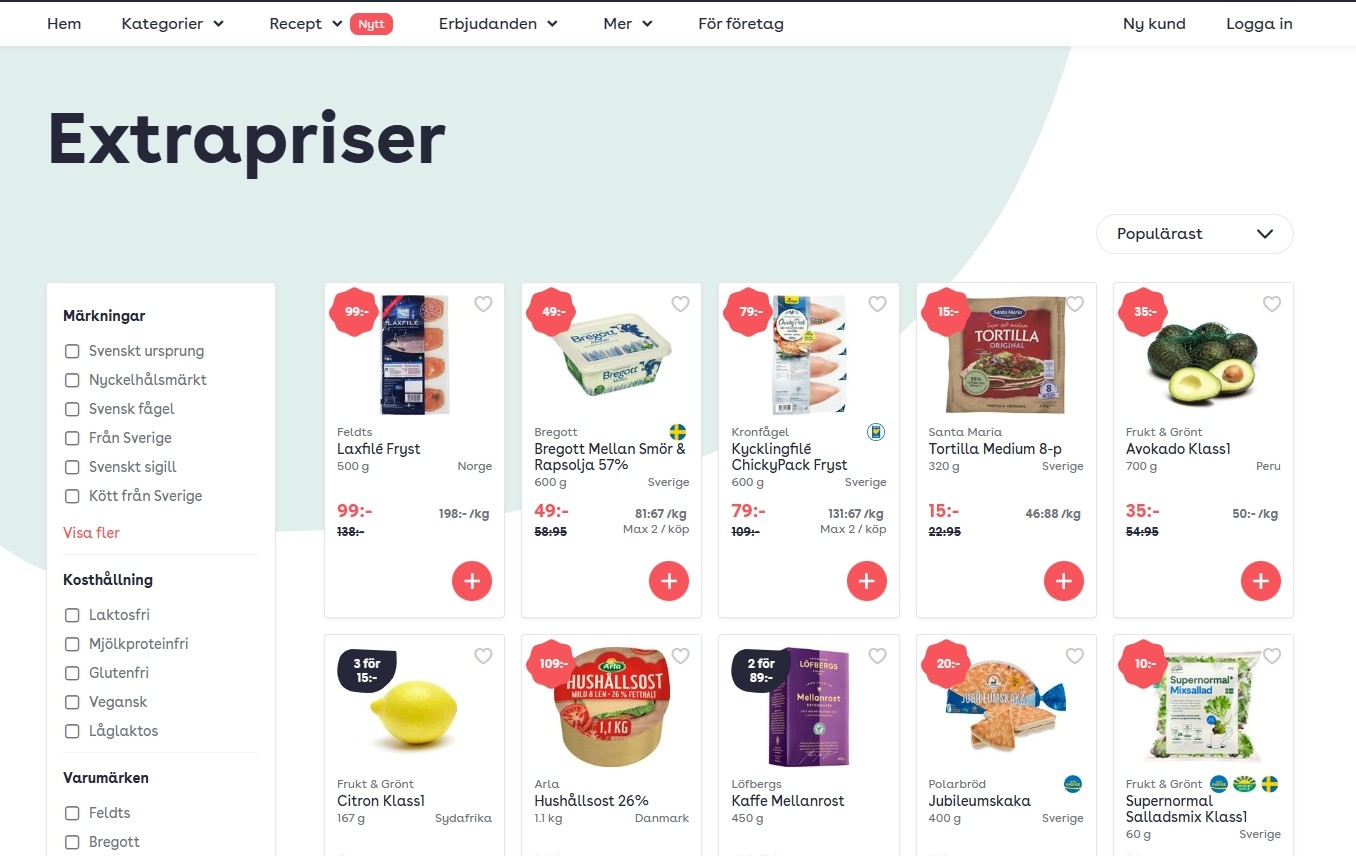 Hem Kategorier Recept Nytt Erbjudanden Mer För företag Ny kund Logga in
Extrapriser
Populärast
Märkningar
Svenskt ursprung
Nyckelhålsmärkt
Svensk fågel
Från Sverige
Svenskt sigill
Kött från Sverige
Visa fler
Kosthållning
Laktosfri
Mjölkproteinfri
Glutenfri
Vegansk
Låglaktos
Varumärken
Feldts
Bregott
99:-
LAXFILÉ
Feldts
Laxfilé Fryst
500 g Norge
99:- 198:- /kg
138:-
49:-
Bregott
Bregott
Bregott
Bregott Mellan Smör &
Rapsolja 57%
600 g Sverige
49:- 81:67 /kg
58:95 Max 2 / köp
79:-
Kronfågel
Kycklingfilé
ChickyPack Fryst
600 g Sverige
79:- 131:67 /kg
109:- Max 2 / köp
15:-
Santa Maria
TORTILLA
ORIGINAL
8
Santa Maria
Tortilla Medium 8-p
320 g Sverige
15:- 46:88 /kg
22:95
35:-
Frukt & Grönt
Avokado Klass1
700 g Peru
35:- 50:- /kg
54:95
3 för
15:-
Frukt & Grönt
Citron Klass1
167 g Sydafrika
109:-
Arla
HUSHÅLLSOST
MILD & LEN • 26% FETTHALT
1,1 KG
Arla
Hushållsost 26%
1.1 kg Danmark
2 för
89:-
LÖFBERGS
Mellanrost
Löfbergs
Kaffe Mellanrost
450 g
20:-
JUBILEUMSKAKA
Polarbröd
Jubileumskaka
400 g Sverige
10:-
Supernormal*
Mixsallad
Frukt & Grönt
Supernormal
Salladsmix Klass1
60 g Sverige